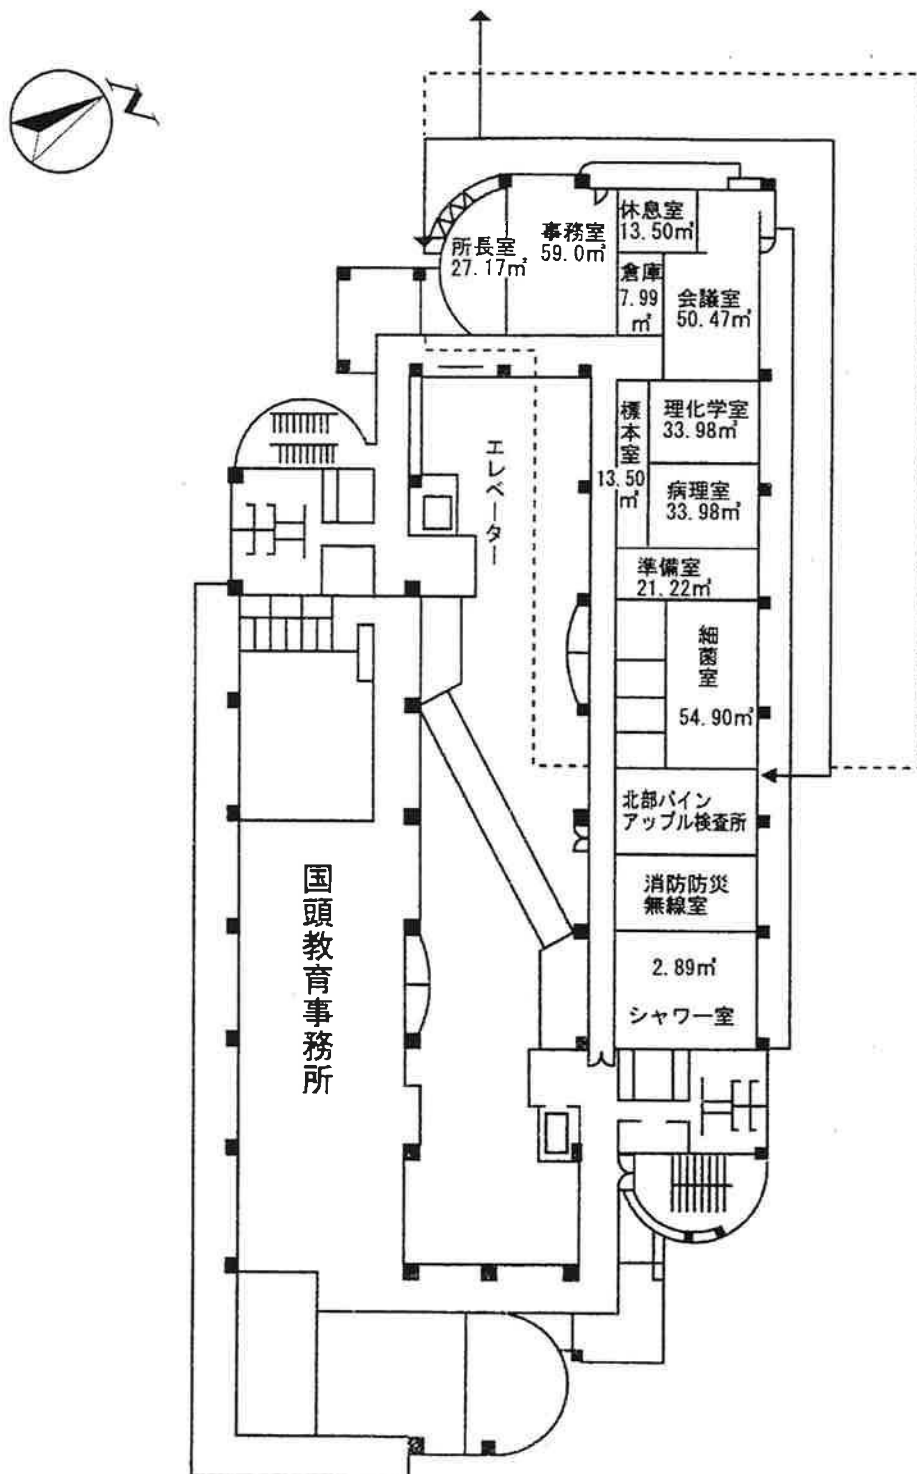 N
所長室
27.17㎡
事務室
59.0㎡
休息室
13.50㎡
倉庫
7.99
㎡
会議室
50.47㎡
標本室
13.50
㎡
理化学室
33.98㎡
病理室
33.98㎡
エレベーター
準備室
21.22㎡
細菌室
54.90㎡
北部パイン
アップル検査所
消防防災
無線室
2.89㎡
シャワー室
国頭教育事務所